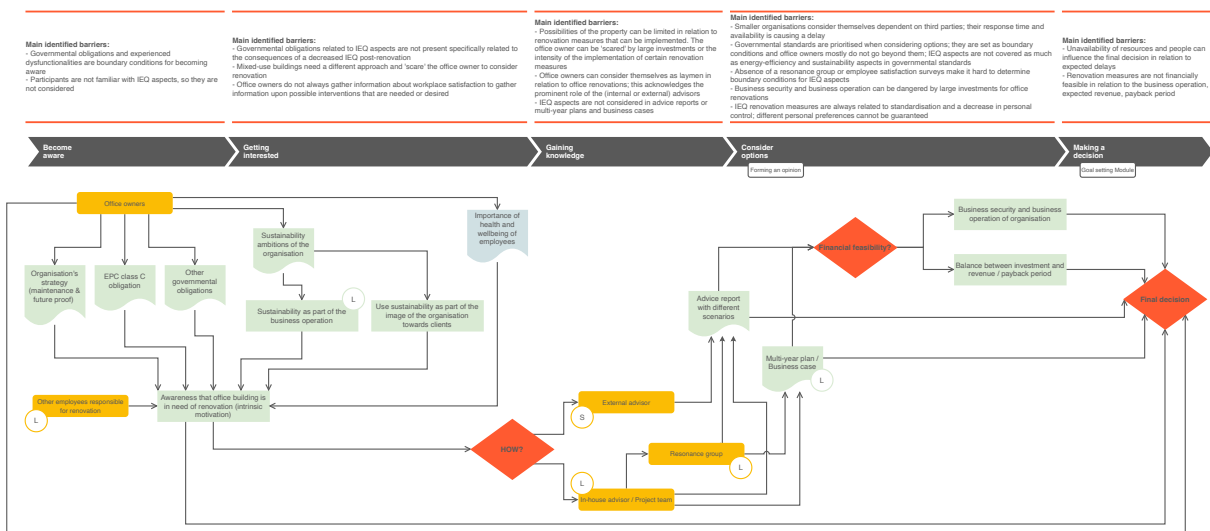 Main identified barriers:
- Governmental obligations and experienced
dysfunctionalities are boundary conditions for becoming
aware
- Participants are not familiar with IEQ aspects, so they are
not considered
Main identified barriers:
- Governmental obligations related to IEQ aspects are not present specifically related to
the consequences of a decreased IEQ post-renovation
- Mixed-use buildings need a different approach and 'scare' the office owner to consider
renovation
- Office owners do not always gather information about workplace satisfaction to gather
information upon possible interventions that are needed or desired
Main identified barriers:
- Possibilities of the property can be limited in relation to
renovation measures that can be implemented. The
office owner can be 'scared' by large investments or the
intensity of the implementation of certain renovation
measures
- Office owners can consider themselves as laymen in
relation to office renovations; this acknowledges the
prominent role of the (internal or external) advisors
- IEQ aspects are not considered in advice reports or
multi-year plans and business cases
Main identified barriers:
- Smaller organisations consider themselves dependent on third parties; their response time and
availability is causing a delay
- Governmental standards are prioritised when considering options; they are set as boundary
conditions and office owners mostly do not go beyond them; IEQ aspects are not covered as much
as energy-efficiency and sustainability aspects in governmental standards
- Absence of a resonance group or employee satisfaction surveys make it hard to determine
boundary conditions for IEQ aspects
- Business security and business operation can be dangered by large investments for office
renovations
- IEQ renovation measures are always related to standardisation and a decrease in personal
control; different personal preferences cannot be guaranteed
Main identified barriers:
- Unavailability of resources and people can
influence the final decision in relation to
expected delays
- Renovation measures are not financially
feasible in relation to the business operation,
expected revenue, payback period
Become
aware
Getting
interested
Gaining
knowledge
Consider
options
Making a
decision
Forming an opinion
Goal setting Module
Office owners
Organisation's
strategy
(maintenance &
future proof)
EPC class C
obligation
Other
governmental
obligations
Sustainability
ambitions of the
organisation
Importance of
health and
wellbeing of
employees
Sustainability as part of the
business operation
L
Use sustainability as part of the
image of the organisation
towards clients
Other employees responsible
for renovation
L
Awareness that office building is
in need of renovation (intrinsic
motivation)
HOW?
External advisor
S
Resonance group
L
In-house advisor / Project team
L
Advice report
with different
scenarios
Multi-year plan /
Business case
L
Financial feasibility?
Business security and business
operation of organisation
Balance between investment and
revenue / payback period
Final decision